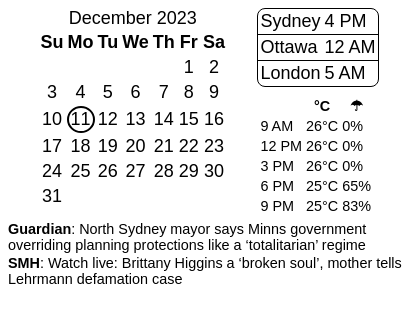 December 2023
Su Mo Tu We Th Fr Sa
1 2
3 4 5 6 7 8 9
10 11 12 13 14 15 16
17 18 19 20 21 22 23
24 25 26 27 28 29 30
31
Sydney 4 PM
Ottawa 12 AM
London 5 AM
°C ☂
9 AM 26°C 0%
12 PM 26°C 0%
3 PM 26°C 0%
6 PM 25°C 65%
9 PM 25°C 83%
Guardian: North Sydney mayor says Minns government
overriding planning protections like a ‘totalitarian’ regime
SMH: Watch live: Brittany Higgins a ‘broken soul’, mother tells
Lehrmann defamation case